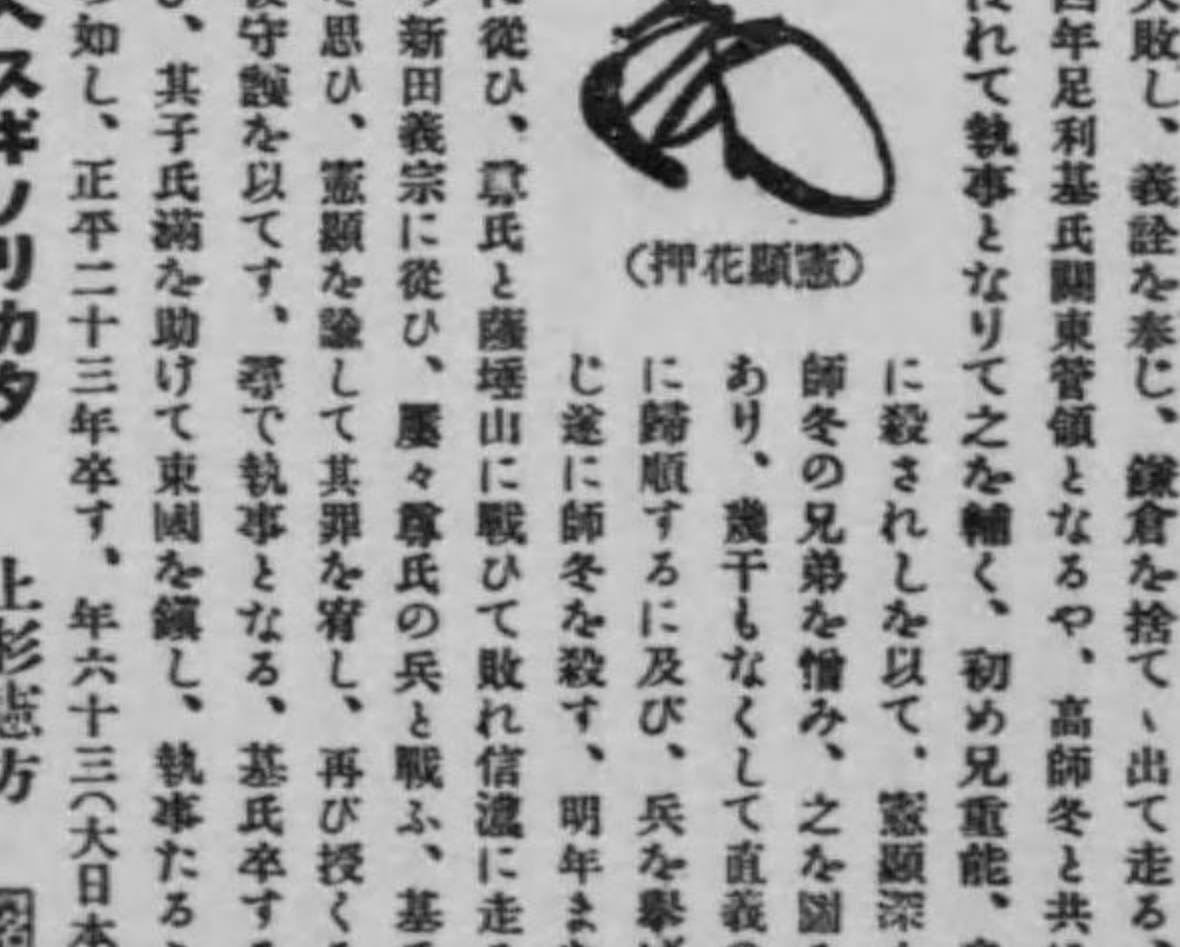 敗し、義詮を奉じ、鎌倉を捨て、出て走る
四年足利基氏關東管領となるや、高師冬と共
れて執事となりて之を輔く、初め兄重能、
に殺されしを以て、憲顯深
師冬の兄弟を憎み、之を圖
あり、幾干もなくして直義の
に歸順するに及び、兵を擧
じ遂に師冬を殺す、明年ま
(押花顯憲)
に從ひ、尊氏と薩埵山に戰ひて敗れ信濃に走
新田義宗に從ひ、屢々尊氏の兵と戰ふ、基
思ひ、憲顯を諭して其罪を宥し、再び授く
守護を以てす、尋で執事となる、基氏卒す
、其子氏滿を助けて東國を鎭し、執事たる
如し、正平二十三年卒す、年六十三(大日本
スギノリカタ 上杉憲方